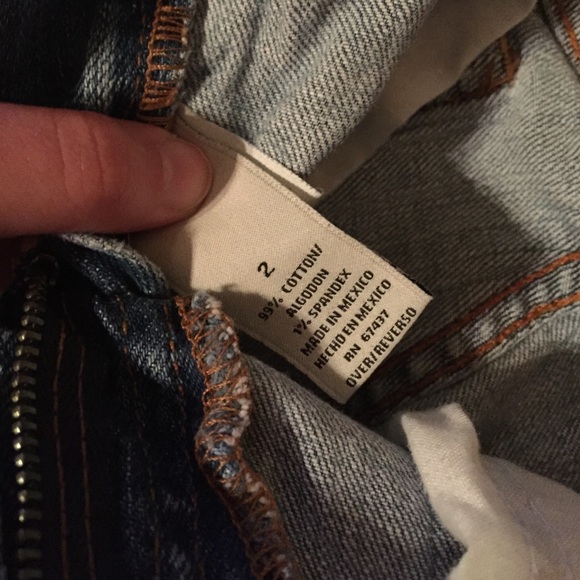 2
99% COTTON/
ALGODON
1% SPANDEX
MADE IN MEXICO
HECHO EN MEXICO
RN 67437
OVER/REVERSO